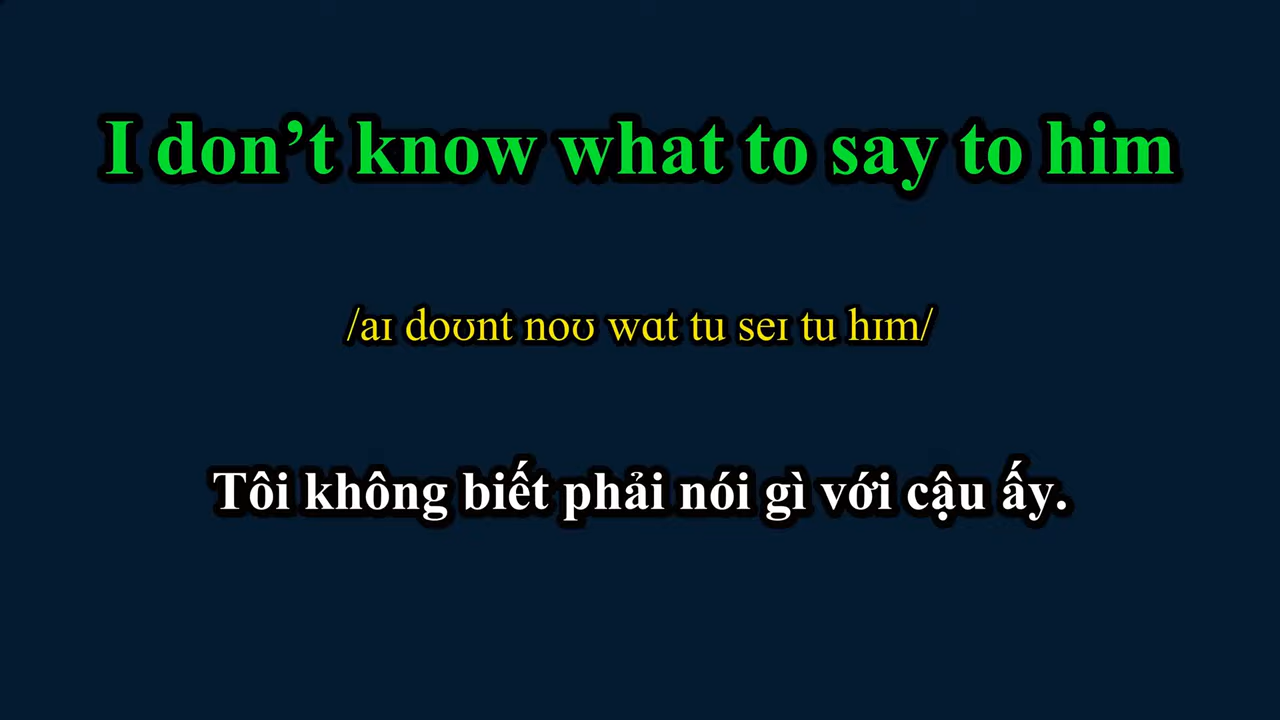 I don’t know what to say to him
/aɪ doʊnt noʊ wɑt tu seɪ tu hɪm/
Tôi không biết phải nói gì với cậu ấy.